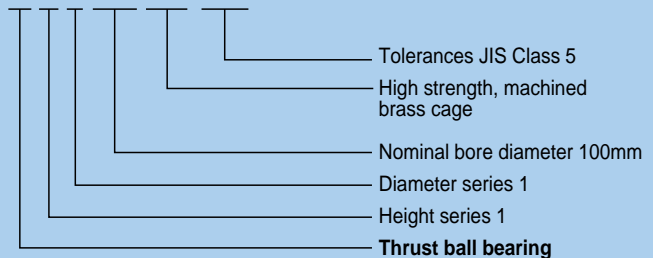 Tolerances JIS Class 5
High strength, machined
brass cage
Nominal bore diameter 100mm
Diameter series 1
Height series 1
Thrust ball bearing